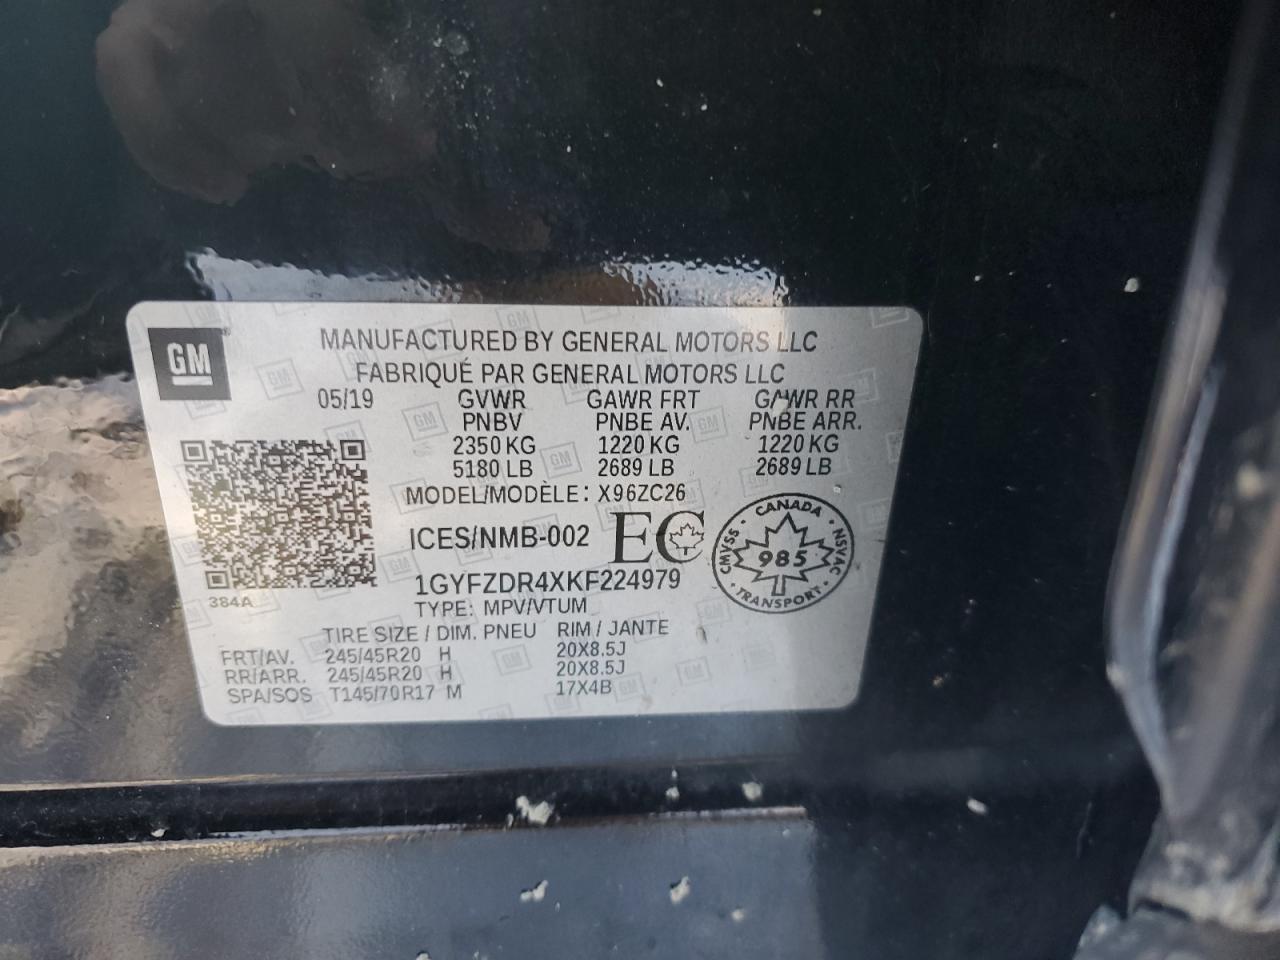 GM
MANUFACTURED BY GENERAL MOTORS LLC
FABRIQUÉ PAR GENERAL MOTORS LLC
05/19 GVWR GAWR FRT GAWR RR
PNBV PNBE AV. PNBE ARR.
2350 KG 1220 KG 1220 KG
5180 LB 2689 LB 2689 LB
MODEL/MODÈLE: X96ZC26
ICES/NMB-002 EC
CANADA
CMVSS - NSVAC
985
TRANSPORT
1GYFZDR4XKF224979
384A
TYPE: MPV/VTUM
TIRE SIZE / DIM. PNEU RIM / JANTE
FRT/AV. 245/45R20 H 20X8.5J
RR/ARR. 245/45R20 H 20X8.5J
SPA/SOS T145/70R17 M 17X4B